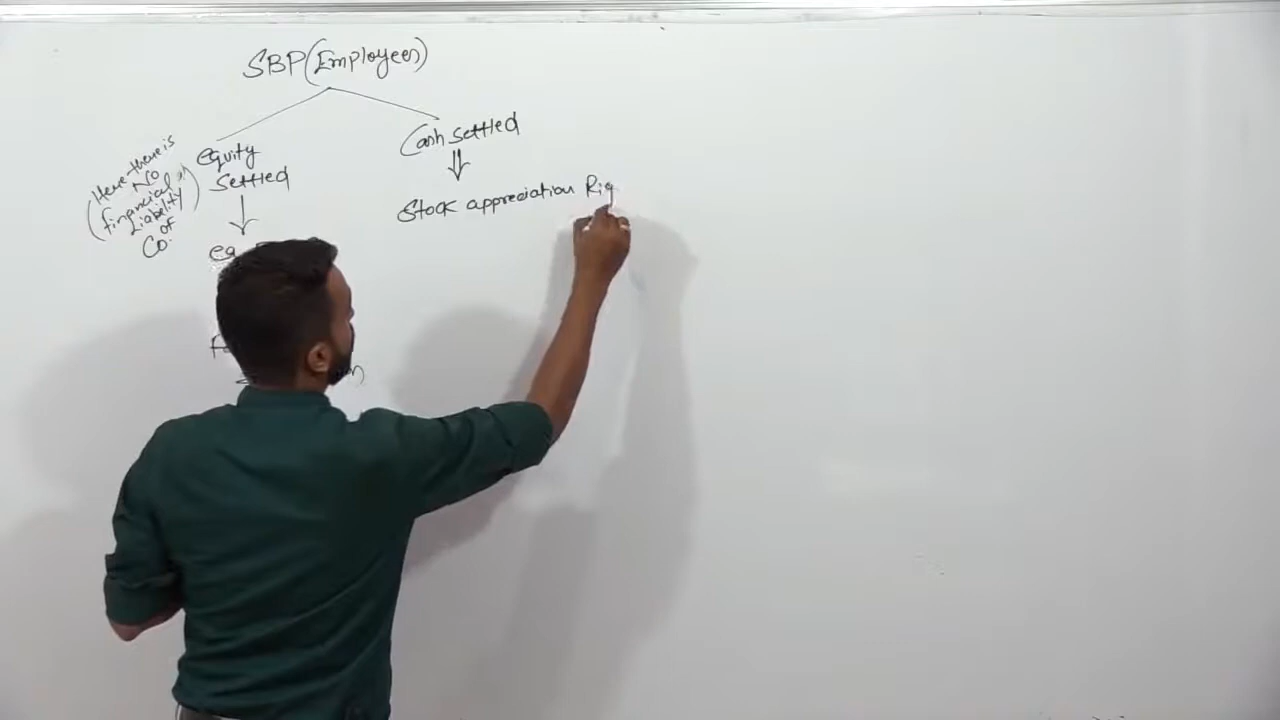 SBP (Employees)
Cash settled
equity
settled
(Here there is
NO
financial
Liability)
of
Co.
Stock appreciation Rig